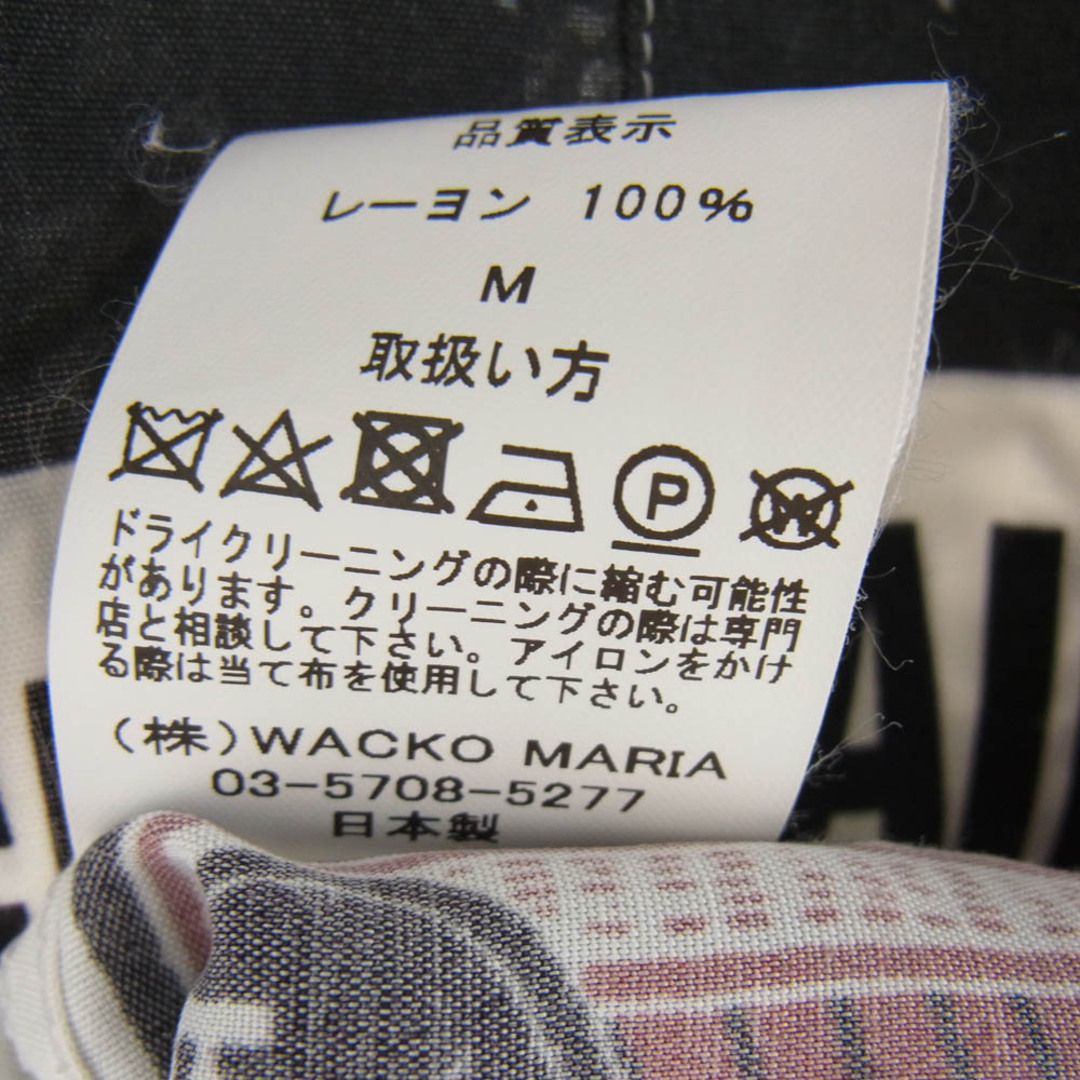 品質表示
レーヨン 100%
M
取扱い方
P
W
ドライクリーニングの際に縮む可能性
があります。クリーニングの際は専門
店と相談して下さい。アイロンをかけ
る際は当て布を使用して下さい。
(株)WACKO MARIA
03-5708-5277
日本製